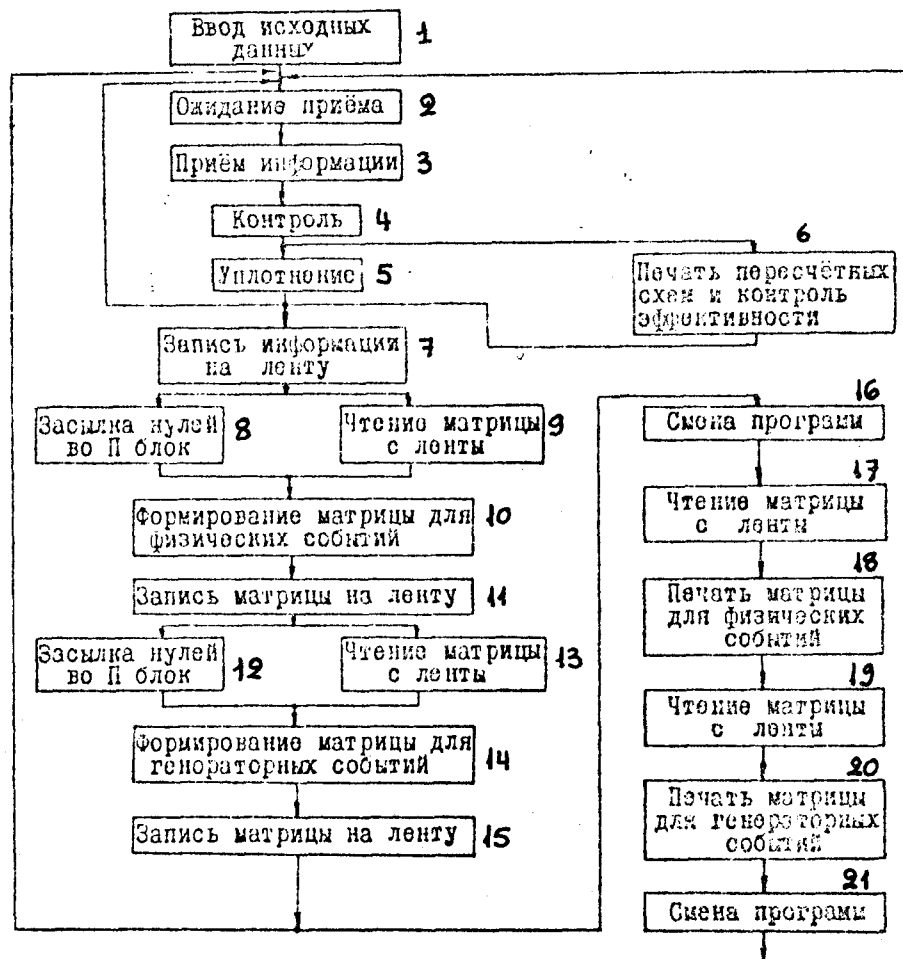 Ввод исходных
данных
1
Ожидание приёма
2
Приём информации
3
Контроль
4
Уплотнение
5
6
Печать пересчётных
схем и контроль
эффективности
Запись информации
на ленту
7
Засылка нулей
во II блок
8
Чтение матрицы
с ленты
9
Формирование матрицы для
физических событий
10
Запись матрицы на ленту
11
Засылка нулей
во II блок
12
Чтение матрицы
с ленты
13
Формирование матрицы для
генераторных событий
14
Запись матрицы на ленту
15
16
Смена программ
17
Чтение матрицы
с ленты
18
Печать матрицы
для физических
событий
19
Чтение матрицы
с ленты
20
Печать матрицы
для генераторных
событий
21
Смена программ